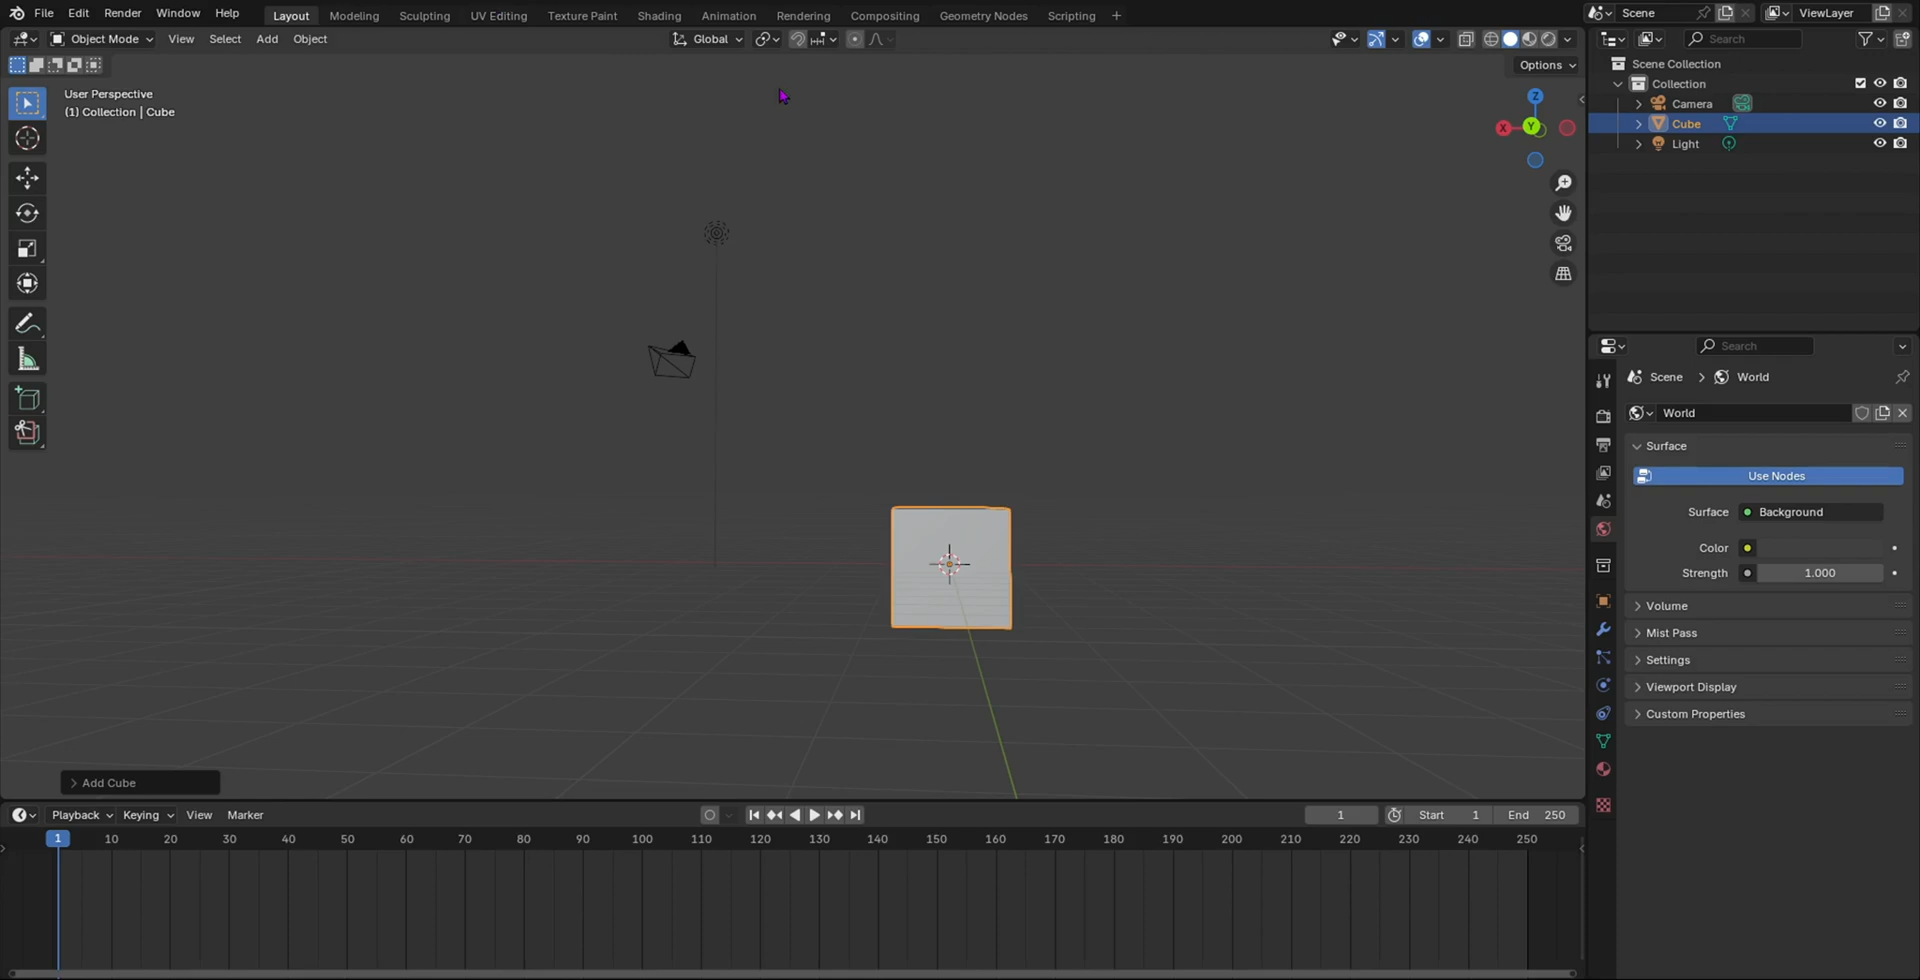 File Edit Render Window Help Layout Modeling Sculpting UV Editing Texture Paint Shading Animation Rendering Compositing Geometry Nodes Scripting + Scene ViewLayer
Object Mode View Select Add Object Global Search
Options
User Perspective
(1) Collection | Cube
Z
X Y
Scene Collection
Collection
Camera
Cube
Light
Search
Scene > World
World
Surface
Use Nodes
Surface Background
Color
Strength 1.000
Volume
Mist Pass
Settings
Viewport Display
Custom Properties
Add Cube
Playback Keying View Marker 1 Start 1 End 250
1 10 20 30 40 50 60 70 80 90 100 110 120 130 140 150 160 170 180 190 200 210 220 230 240 250